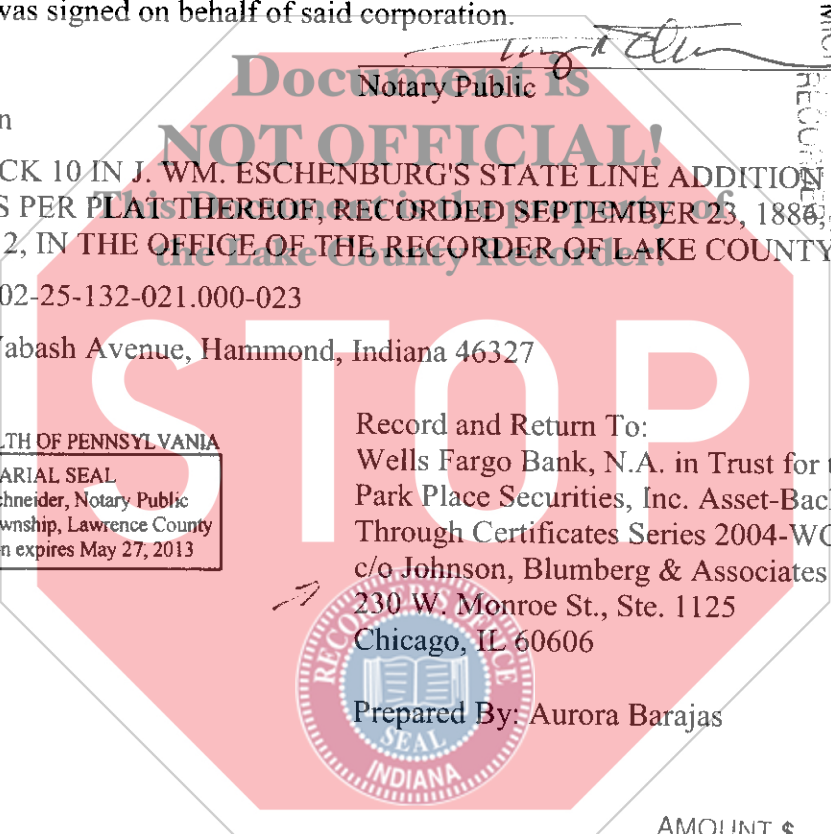 was signed on behalf of said corporation.
Document is
Notary Public
NOT OFFICIAL!
CK 10 IN J. WM. ESCHENBURG'S STATE LINE ADDITION
This Document is the property of
S PER PLAT THEREOF, RECORDED SEPTEMBER 23, 1886,
the Lake County Recorder!
2, IN THE OFFICE OF THE RECORDER OF LAKE COUNTY
02-25-132-021.000-023
Vabash Avenue, Hammond, Indiana 46327
STOP
LTH OF PENNSYLVANIA
ARIAL SEAL
chneider, Notary Public
wnship, Lawrence County
n expires May 27, 2013
Record and Return To:
Wells Fargo Bank, N.A. in Trust for t
Park Place Securities, Inc. Asset-Back
Through Certificates Series 2004-WC
c/o Johnson, Blumberg & Associates
230 W. Monroe St., Ste. 1125
Chicago, IL 60606
Prepared By: Aurora Barajas
SEAL
INDIANA
AMOUNT $